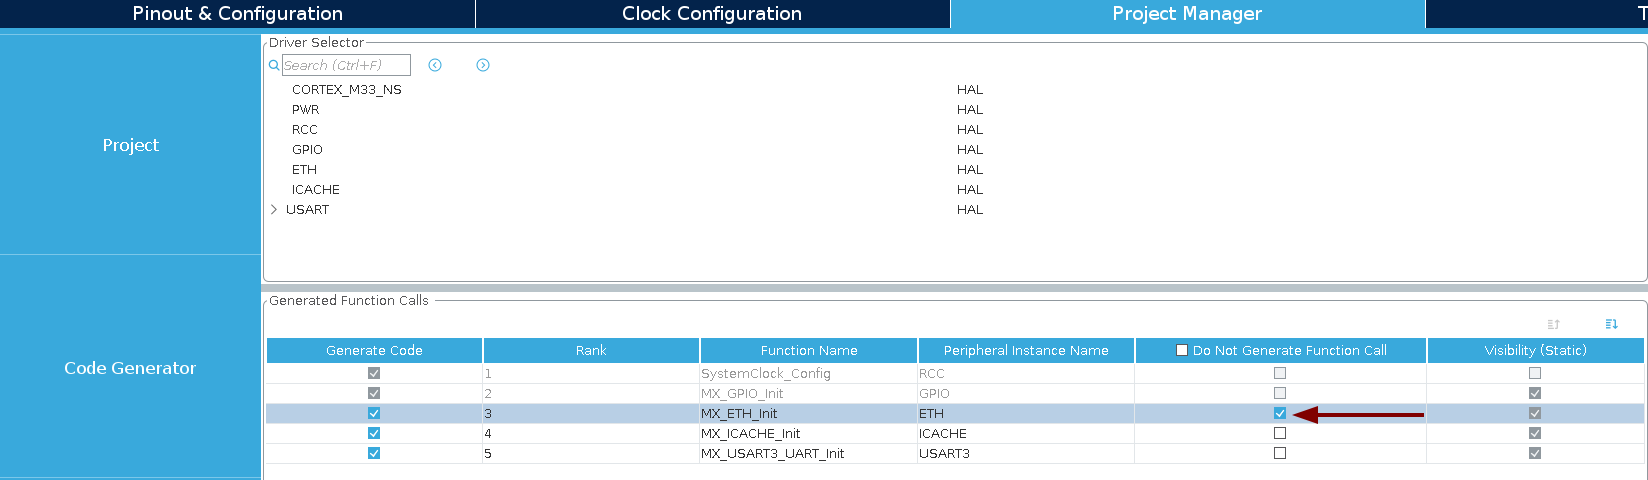 Pinout & Configuration Clock Configuration Project Manager T
Project
Code Generator
Driver Selector
Search (Ctrl+F)
CORTEX_M33_NS HAL
PWR HAL
RCC HAL
GPIO HAL
ETH HAL
ICACHE HAL
USART HAL
Generated Function Calls
Generate Code Rank Function Name Peripheral Instance Name Do Not Generate Function Call Visibility (Static)
1 SystemClock_Config RCC
2 MX_GPIO_Init GPIO
3 MX_ETH_Init ETH
4 MX_ICACHE_Init ICACHE
5 MX_USART3_UART_Init USART3